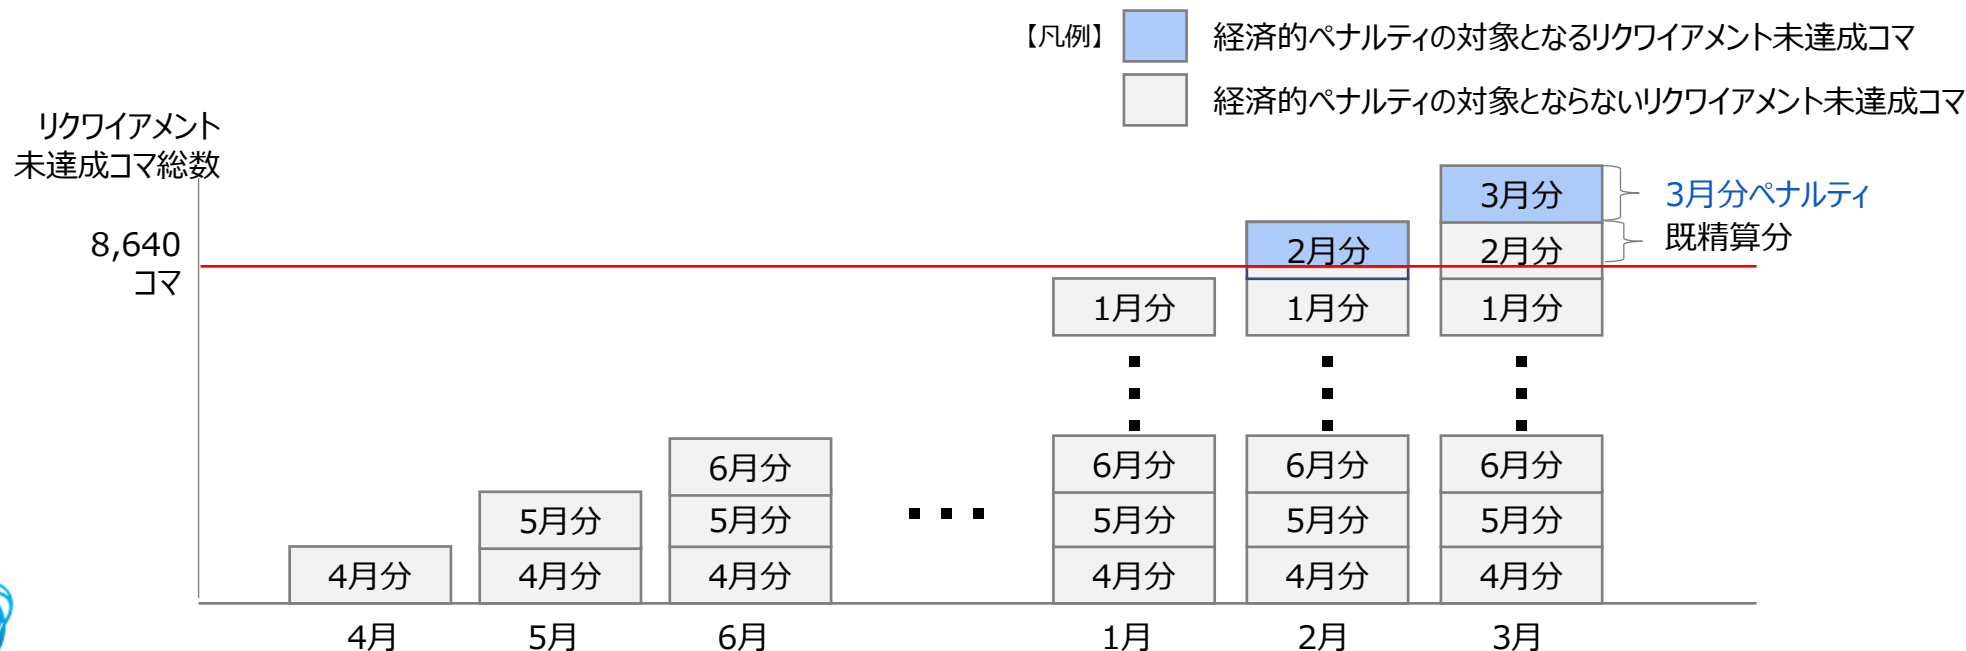 【凡例】
経済的ペナルティの対象となるリクワイアメント未達成コマ
経済的ペナルティの対象とならないリクワイアメント未達成コマ
リクワイアメント
未達成コマ総数
8,640
コマ
3月分
3月分ペナルティ
2月分
2月分
既精算分
1月分
1月分
1月分
6月分
6月分
6月分
6月分
5月分
5月分
5月分
5月分
5月分
4月分
4月分
4月分
4月分
4月分
4月分
4月
5月
6月
1月
2月
3月